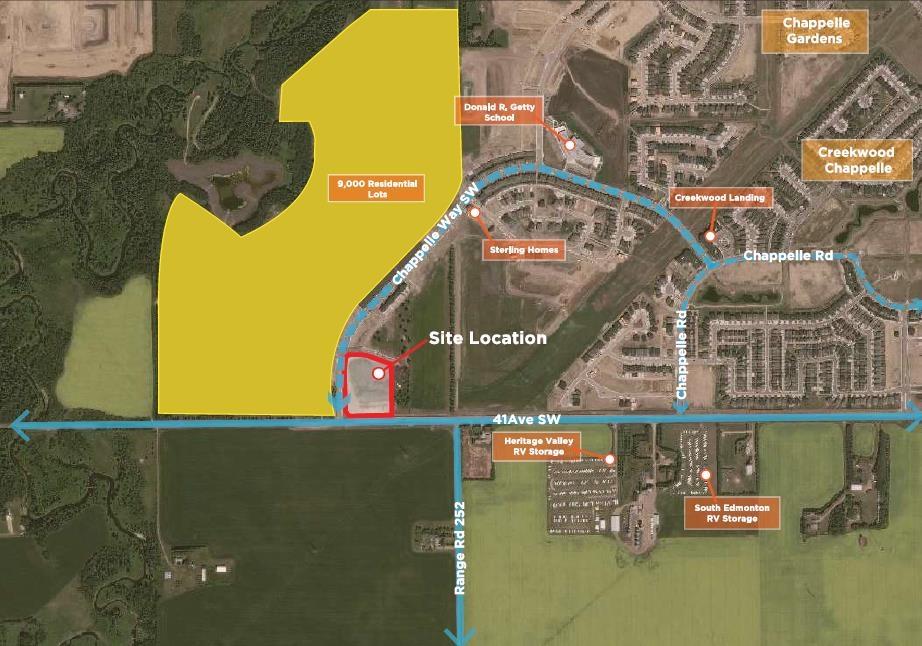 Chappelle
Gardens
Donald R. Getty
School
Creekwood
Chappelle
9,000 Residential
Lots
Creekwood Landing
Chappelle Way SW
Sterling Homes
Chappelle Rd
Site Location
Chappelle Rd
41Ave SW
Heritage Valley
RV Storage
South Edmonton
RV Storage
Range Rd 252